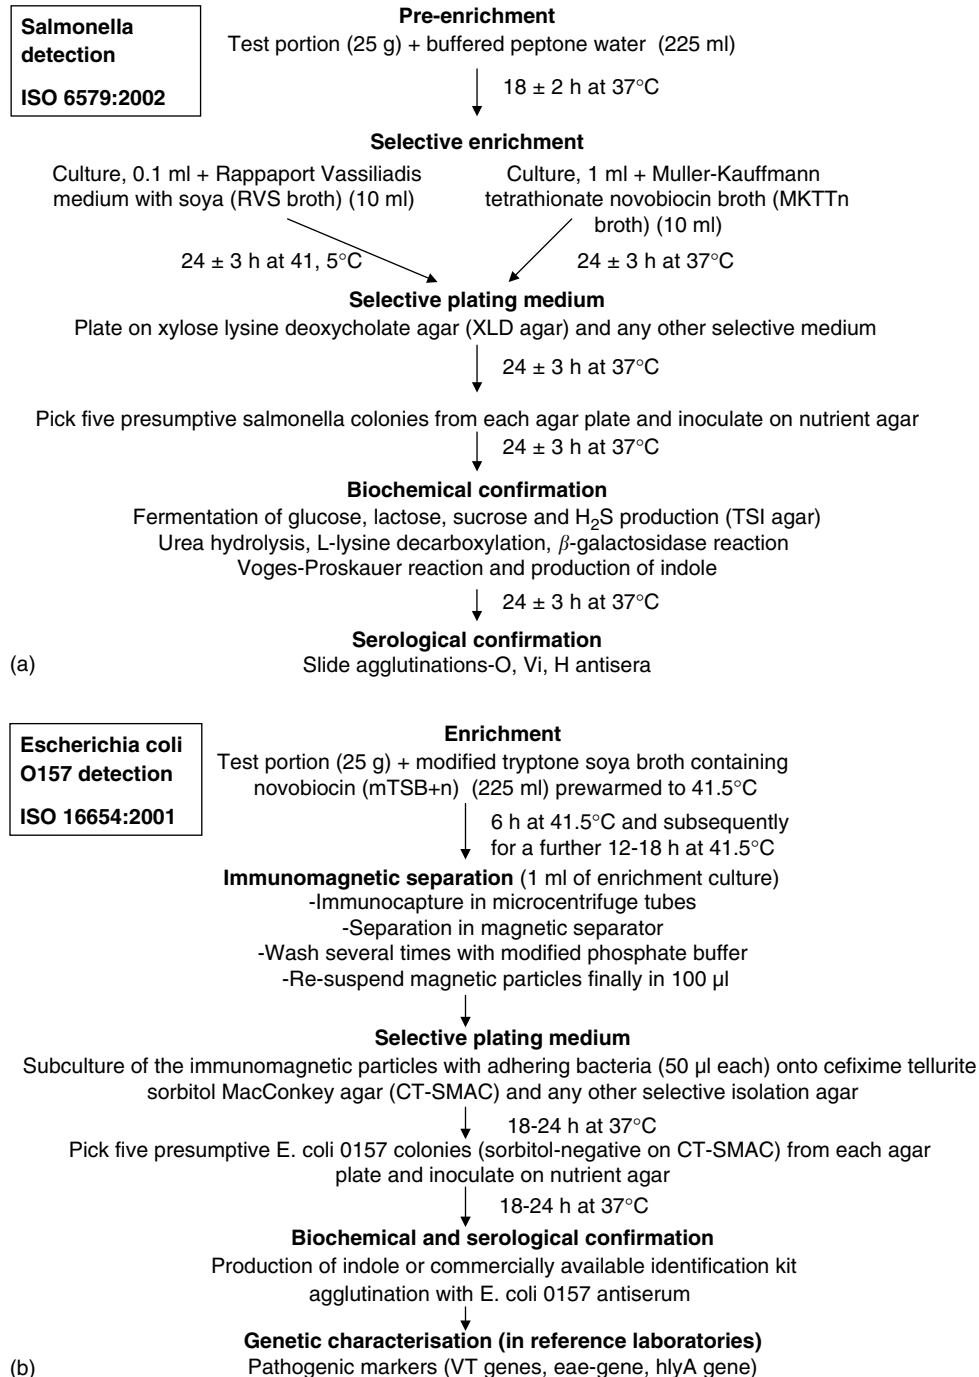 Salmonella
detection
ISO 6579:2002
Pre-enrichment
Test portion (25 g) + buffered peptone water (225 ml)
18 ± 2 h at 37°C
Selective enrichment
Culture, 0.1 ml + Rappaport Vassiliadis
medium with soya (RVS broth) (10 ml)
Culture, 1 ml + Muller-Kauffmann
tetrathionate novobiocin broth (MKTTn
broth) (10 ml)
24 ± 3 h at 41, 5°C
24 ± 3 h at 37°C
Selective plating medium
Plate on xylose lysine deoxycholate agar (XLD agar) and any other selective medium
24 ± 3 h at 37°C
Pick five presumptive salmonella colonies from each agar plate and inoculate on nutrient agar
24 ± 3 h at 37°C
Biochemical confirmation
Fermentation of glucose, lactose, sucrose and H₂S production (TSI agar)
Urea hydrolysis, L-lysine decarboxylation, β-galactosidase reaction
Voges-Proskauer reaction and production of indole
24 ± 3 h at 37°C
Serological confirmation
Slide agglutinations-O, Vi, H antisera
(a)
Escherichia coli
O157 detection
ISO 16654:2001
Enrichment
Test portion (25 g) + modified tryptone soya broth containing
novobiocin (mTSB+n) (225 ml) prewarmed to 41.5°C
6 h at 41.5°C and subsequently
for a further 12-18 h at 41.5°C
Immunomagnetic separation (1 ml of enrichment culture)
-Immunocapture in microcentrifuge tubes
-Separation in magnetic separator
-Wash several times with modified phosphate buffer
-Re-suspend magnetic particles finally in 100 µl
Selective plating medium
Subculture of the immunomagnetic particles with adhering bacteria (50 µl each) onto cefixime tellurite
sorbitol MacConkey agar (CT-SMAC) and any other selective isolation agar
18-24 h at 37°C
Pick five presumptive E. coli 0157 colonies (sorbitol-negative on CT-SMAC) from each agar
plate and inoculate on nutrient agar
18-24 h at 37°C
Biochemical and serological confirmation
Production of indole or commercially available identification kit
agglutination with E. coli 0157 antiserum
Genetic characterisation (in reference laboratories)
Pathogenic markers (VT genes, eae-gene, hlyA gene)
(b)